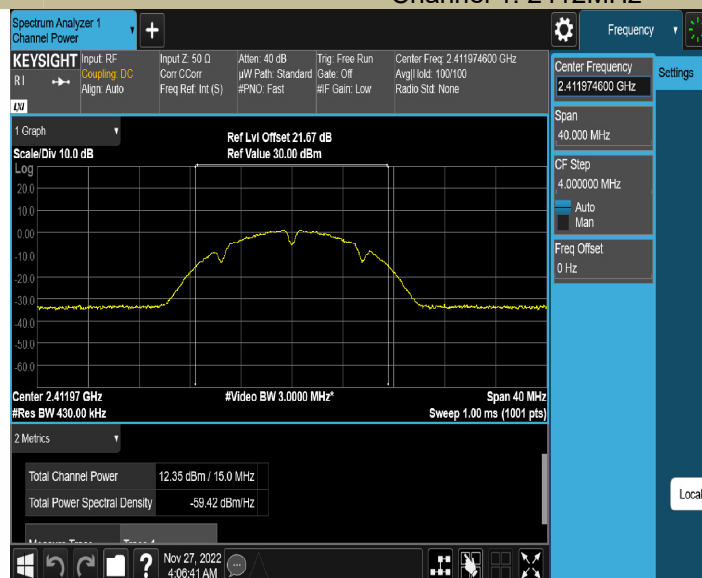 Channel 1: 2412MHz
Spectrum Analyzer 1
Channel Power
Frequency
KEYSIGHT
Input: RF
Coupling: DC
Align: Auto
Input Z: 50 Ω
Corr CCorr
Freq Ref: Int (S)
Atten: 40 dB
µW Path: Standard
#PNO: Fast
Trig: Free Run
Gate: Off
#IF Gain: Low
Center Freq: 2.411974600 GHz
Avg||Hold: 100/100
Radio Std: None
R L
LXI
Center Frequency
2.411974600 GHz
Settings
Span
40.000 MHz
CF Step
4.000000 MHz
Auto
Man
Freq Offset
0 Hz
1 Graph
Scale/Div 10.0 dB
Ref Lvl Offset 21.67 dB
Ref Value 30.00 dBm
Log
20.0
10.0
0.00
-10.0
-20.0
-30.0
-40.0
-50.0
-60.0
Center 2.41197 GHz
#Video BW 3.0000 MHz*
Span 40 MHz
#Res BW 430.00 kHz
Sweep 1.00 ms (1001 pts)
2 Metrics
Total Channel Power 12.35 dBm / 15.0 MHz
Total Power Spectral Density -59.42 dBm/Hz
Local
?
Nov 27, 2022
4:06:41 AM